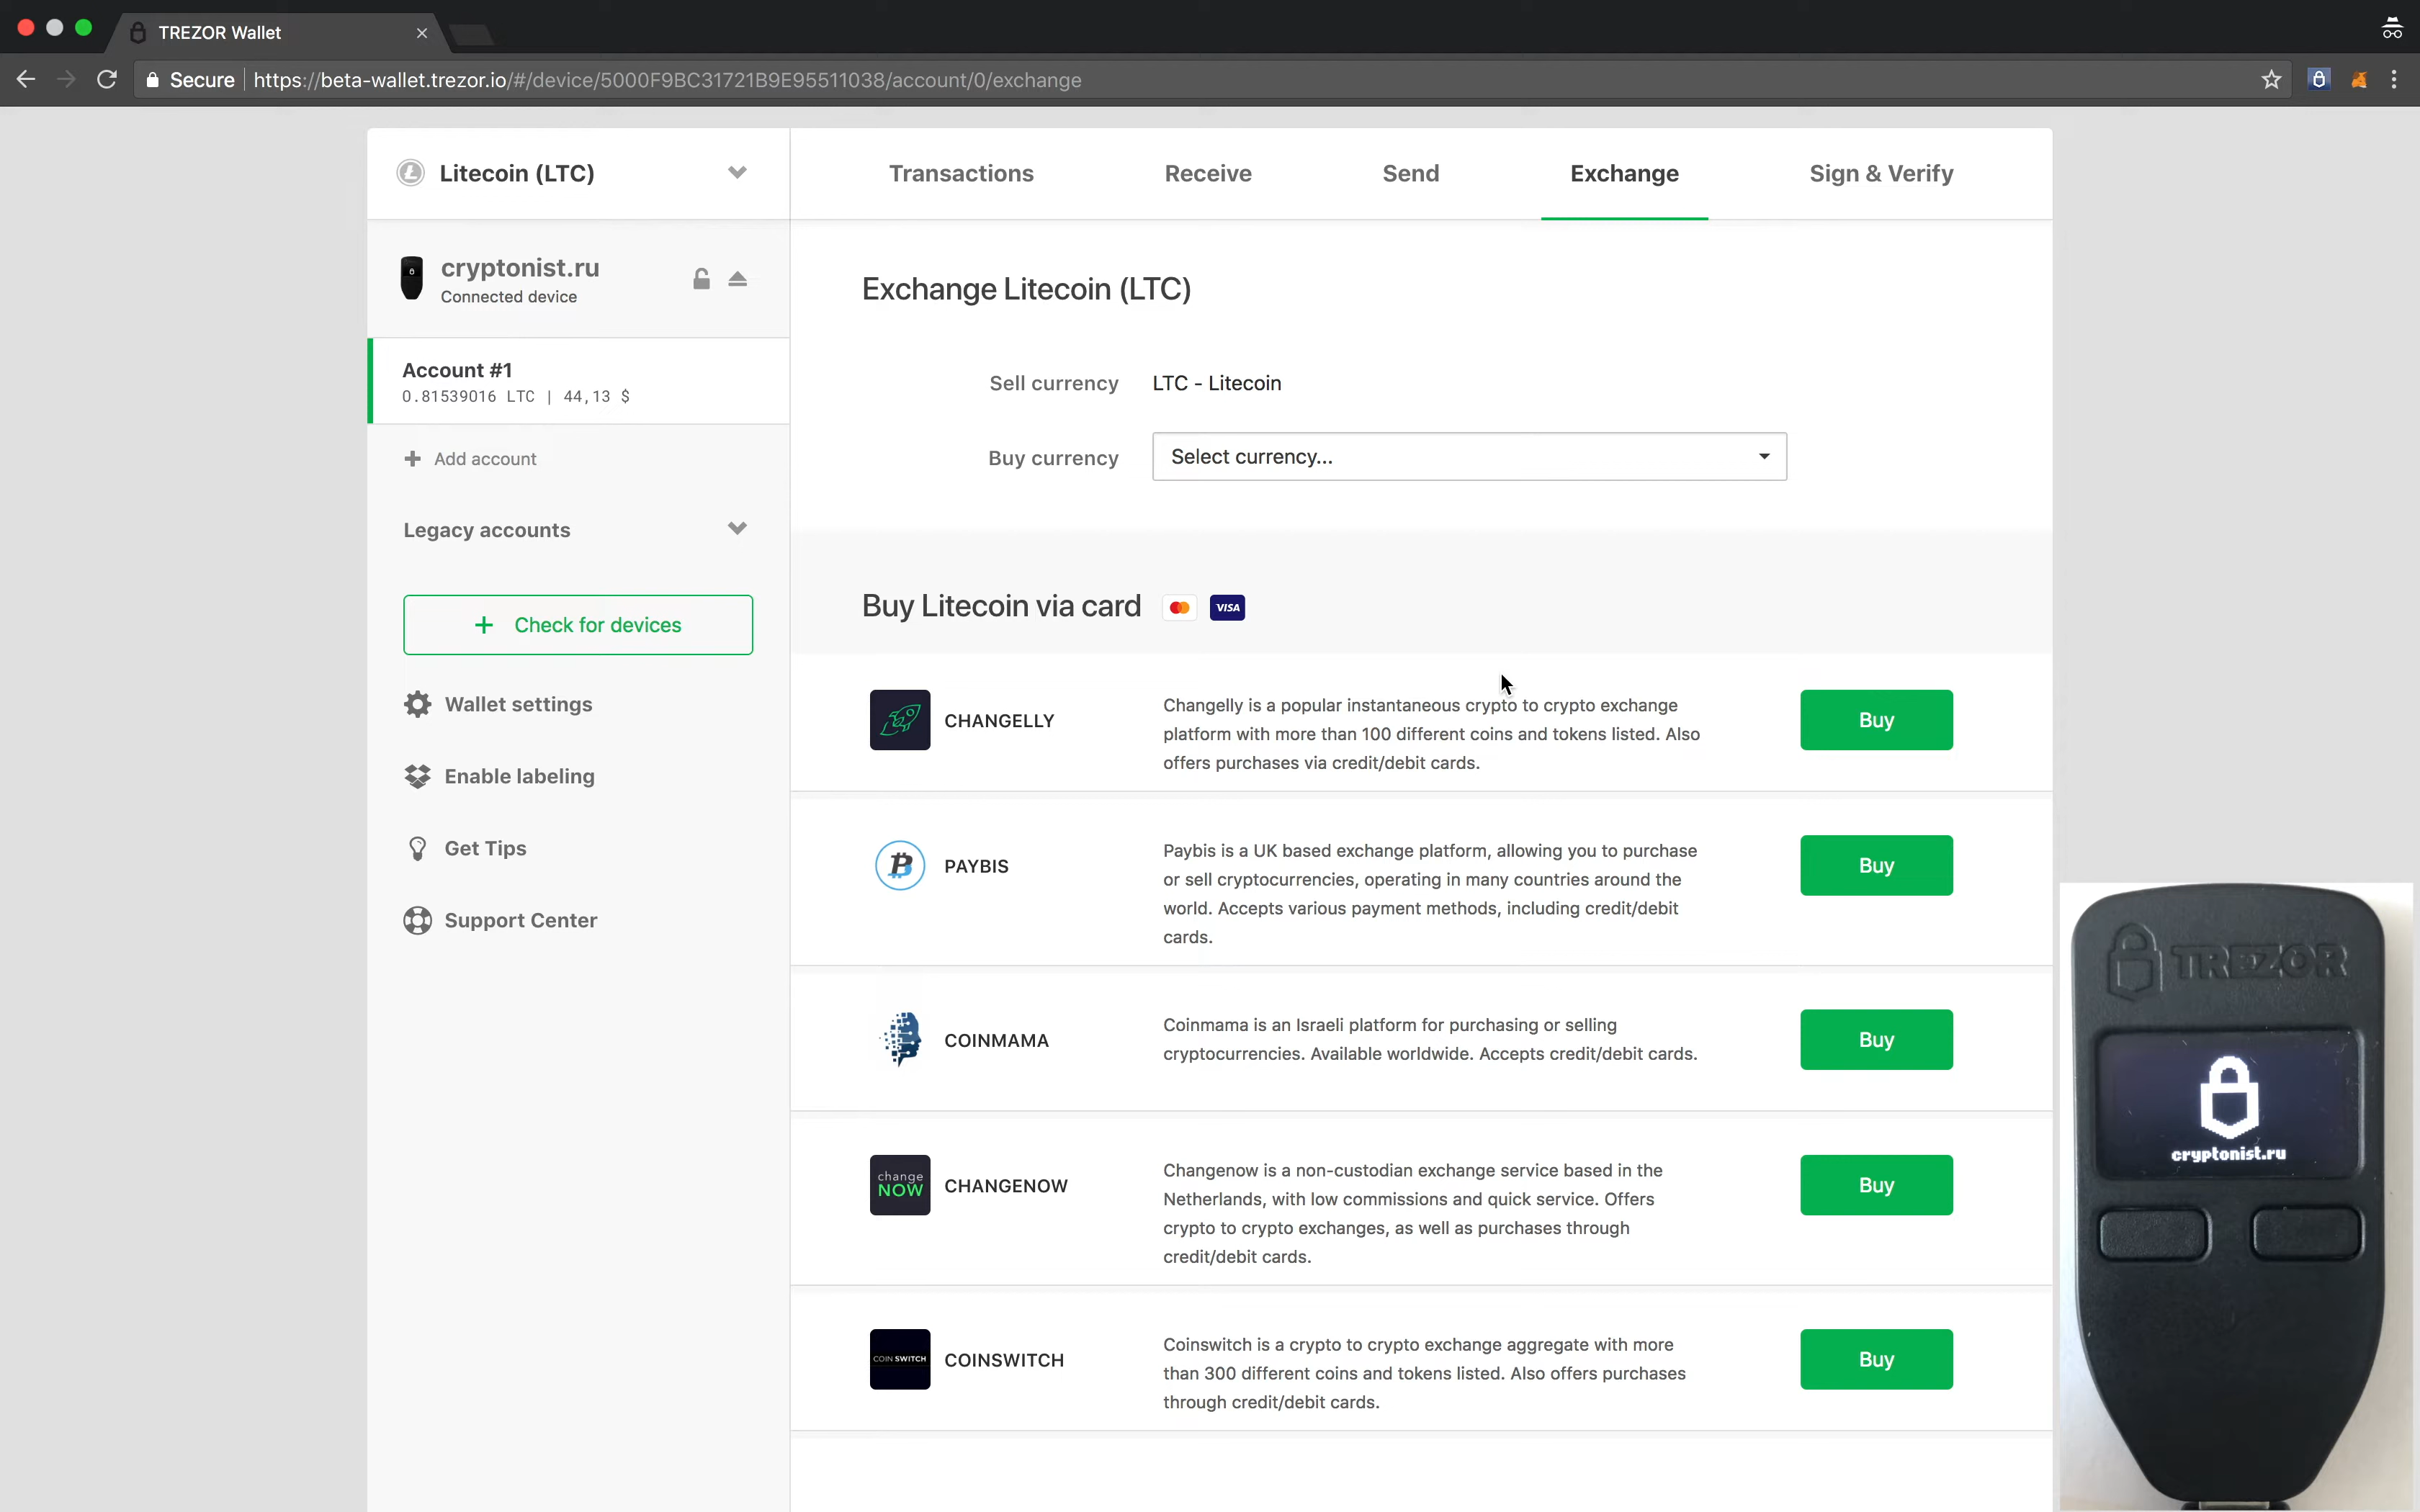 TREZOR Wallet
Secure https://beta-wallet.trezor.io/#/device/5000F9BC31721B9E95511038/account/0/exchange
Litecoin (LTC)
Transactions
Receive
Send
Exchange
Sign & Verify
cryptonist.ru
Connected device
Account #1
0.81539016 LTC | 44,13 $
Add account
Legacy accounts
Check for devices
Wallet settings
Enable labeling
Get Tips
Support Center
Exchange Litecoin (LTC)
Sell currency LTC - Litecoin
Buy currency Select currency...
Buy Litecoin via card VISA
CHANGELLY
Changelly is a popular instantaneous crypto to crypto exchange
platform with more than 100 different coins and tokens listed. Also
offers purchases via credit/debit cards.
Buy
PAYBIS
Paybis is a UK based exchange platform, allowing you to purchase
or sell cryptocurrencies, operating in many countries around the
world. Accepts various payment methods, including credit/debit
cards.
Buy
COINMAMA
Coinmama is an Israeli platform for purchasing or selling
cryptocurrencies. Available worldwide. Accepts credit/debit cards.
Buy
change
NOW
CHANGENOW
Changenow is a non-custodian exchange service based in the
Netherlands, with low commissions and quick service. Offers
crypto to crypto exchanges, as well as purchases through
credit/debit cards.
Buy
COIN SWITCH
COINSWITCH
Coinswitch is a crypto to crypto exchange aggregate with more
than 300 different coins and tokens listed. Also offers purchases
through credit/debit cards.
Buy
TREZOR
cryptonist.ru